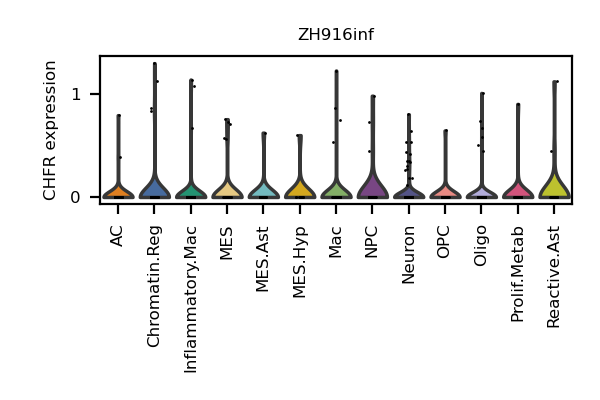 ZH916inf
CHFR expression
1
0
AC
Chromatin.Reg
Inflammatory.Mac
MES
MES.Ast
MES.Hyp
Mac
NPC
Neuron
OPC
Oligo
Prolif.Metab
Reactive.Ast